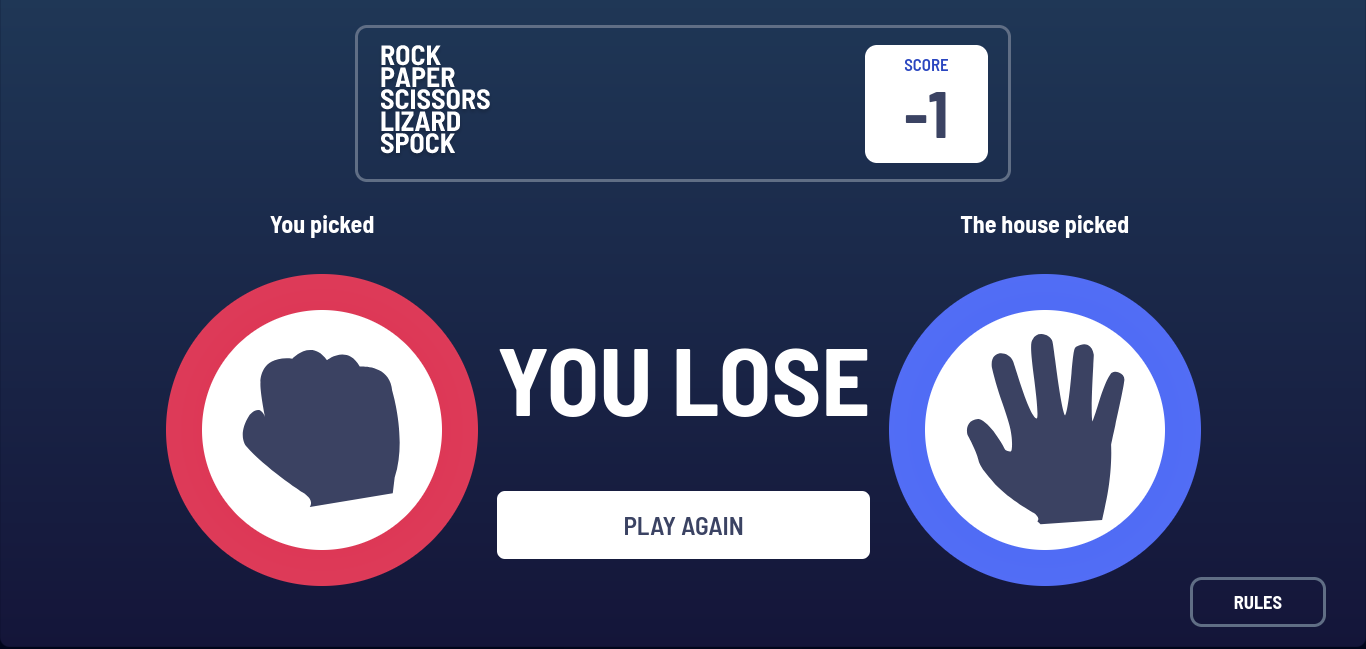 ROCK
PAPER
SCISSORS
LIZARD
SPOCK
SCORE
-1
You picked
The house picked
YOU LOSE
PLAY AGAIN
RULES